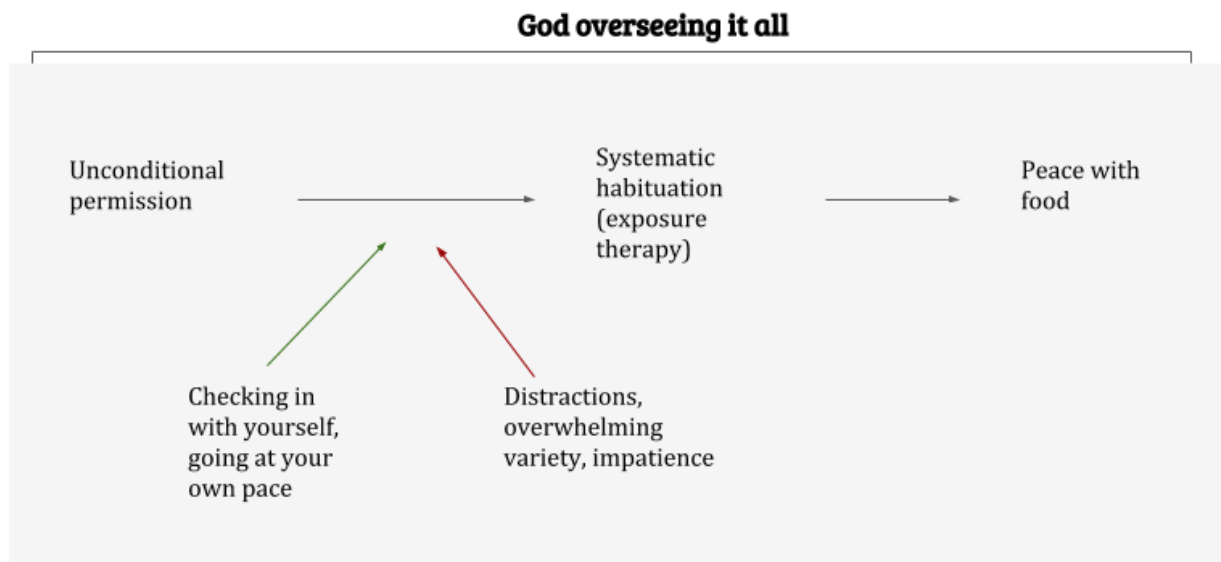 God overseeing it all
Unconditional
permission
Systematic
habituation
(exposure
therapy)
Peace with
food
Checking in
with yourself,
going at your
own pace
Distractions,
overwhelming
variety, impatience